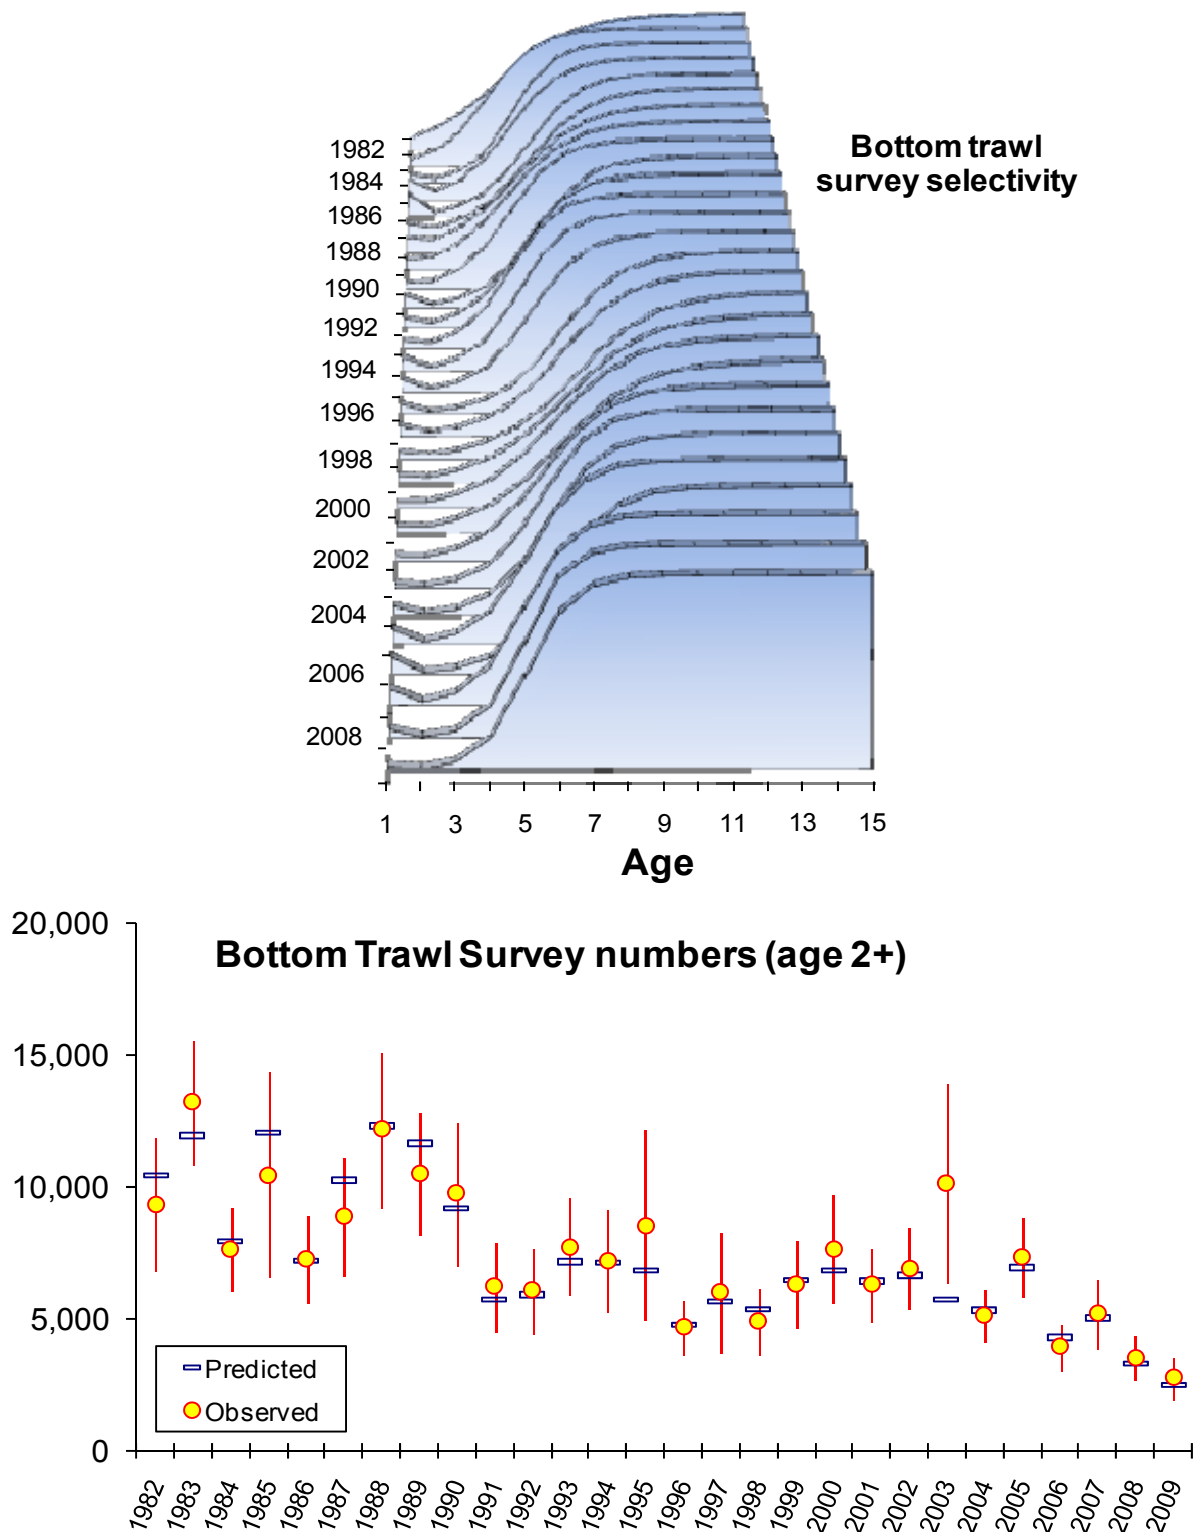 Bottom trawl
survey selectivity
1982
1984
1986
1988
1990
1992
1994
1996
1998
2000
2002
2004
2006
2008
1 3 5 7 9 11 13 15
Age
Bottom Trawl Survey numbers (age 2+)
20,000
15,000
10,000
5,000
0
Predicted
Observed
1982 1983 1984 1985 1986 1987 1988 1989 1990 1991 1992 1993 1994 1995 1996 1997 1998 1999 2000 2001 2002 2003 2004 2005 2006 2007 2008 2009